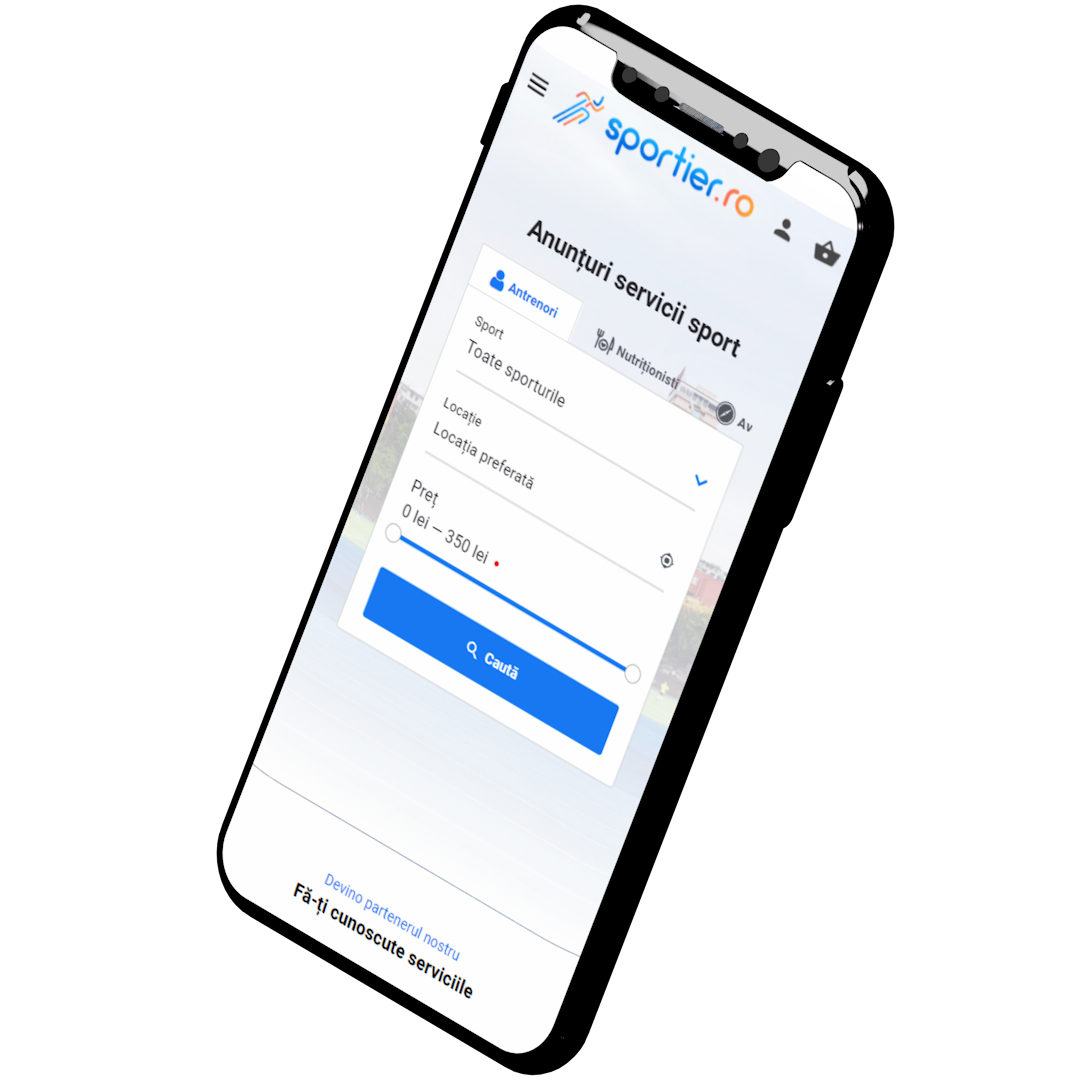 sportier.ro
Anunțuri servicii sport
Antrenori
Nutriționisti
Av
Sport
Toate sporturile
Locație
Locația preferată
Preț
0 lei – 350 lei
Caută
Devino partenerul nostru
Fă-ți cunoscute serviciile